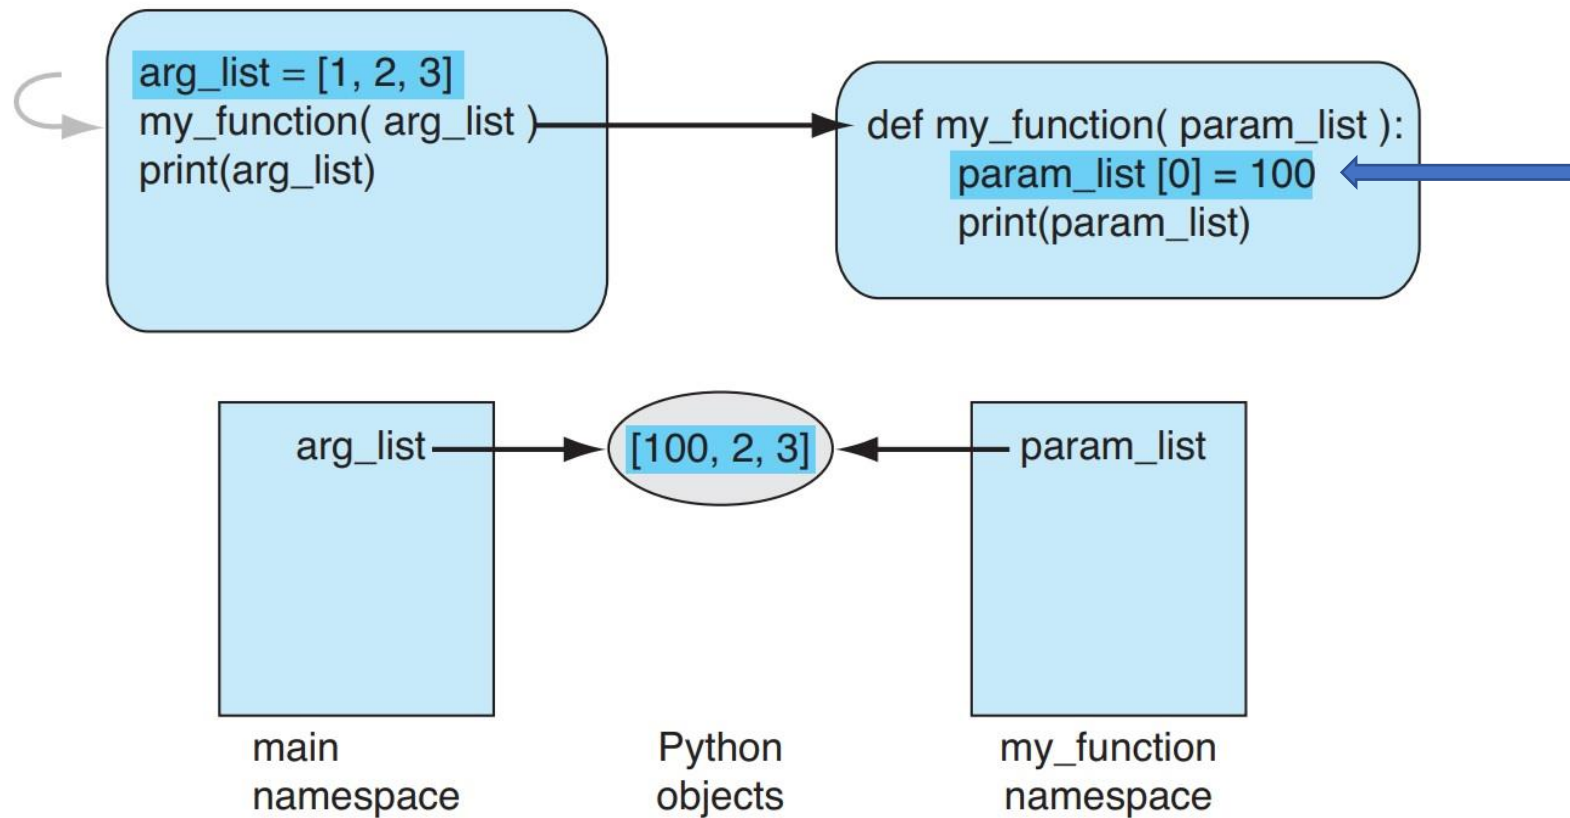 arg_list = [1, 2, 3]
my_function( arg_list )
print(arg_list)
def my_function( param_list ):
param_list [0] = 100
print(param_list)
arg_list
[100, 2, 3]
param_list
main
namespace
Python
objects
my_function
namespace